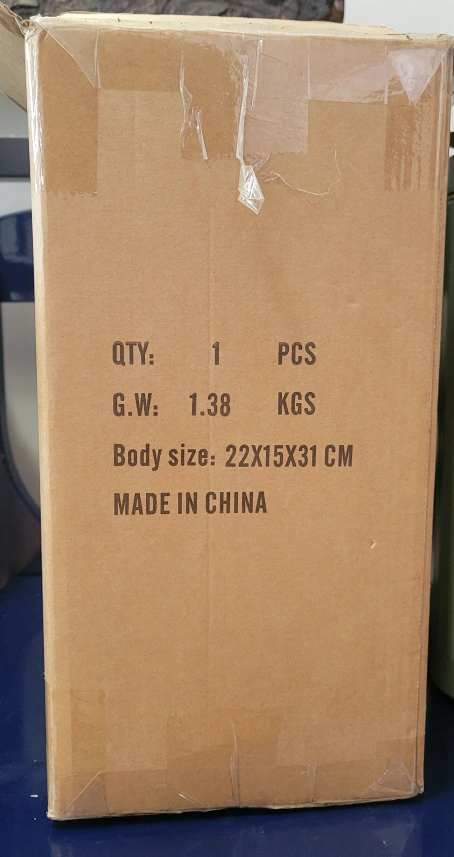 QTY: 1 PCS
G.W: 1.38 KGS
Body size: 22X15X31 CM
MADE IN CHINA